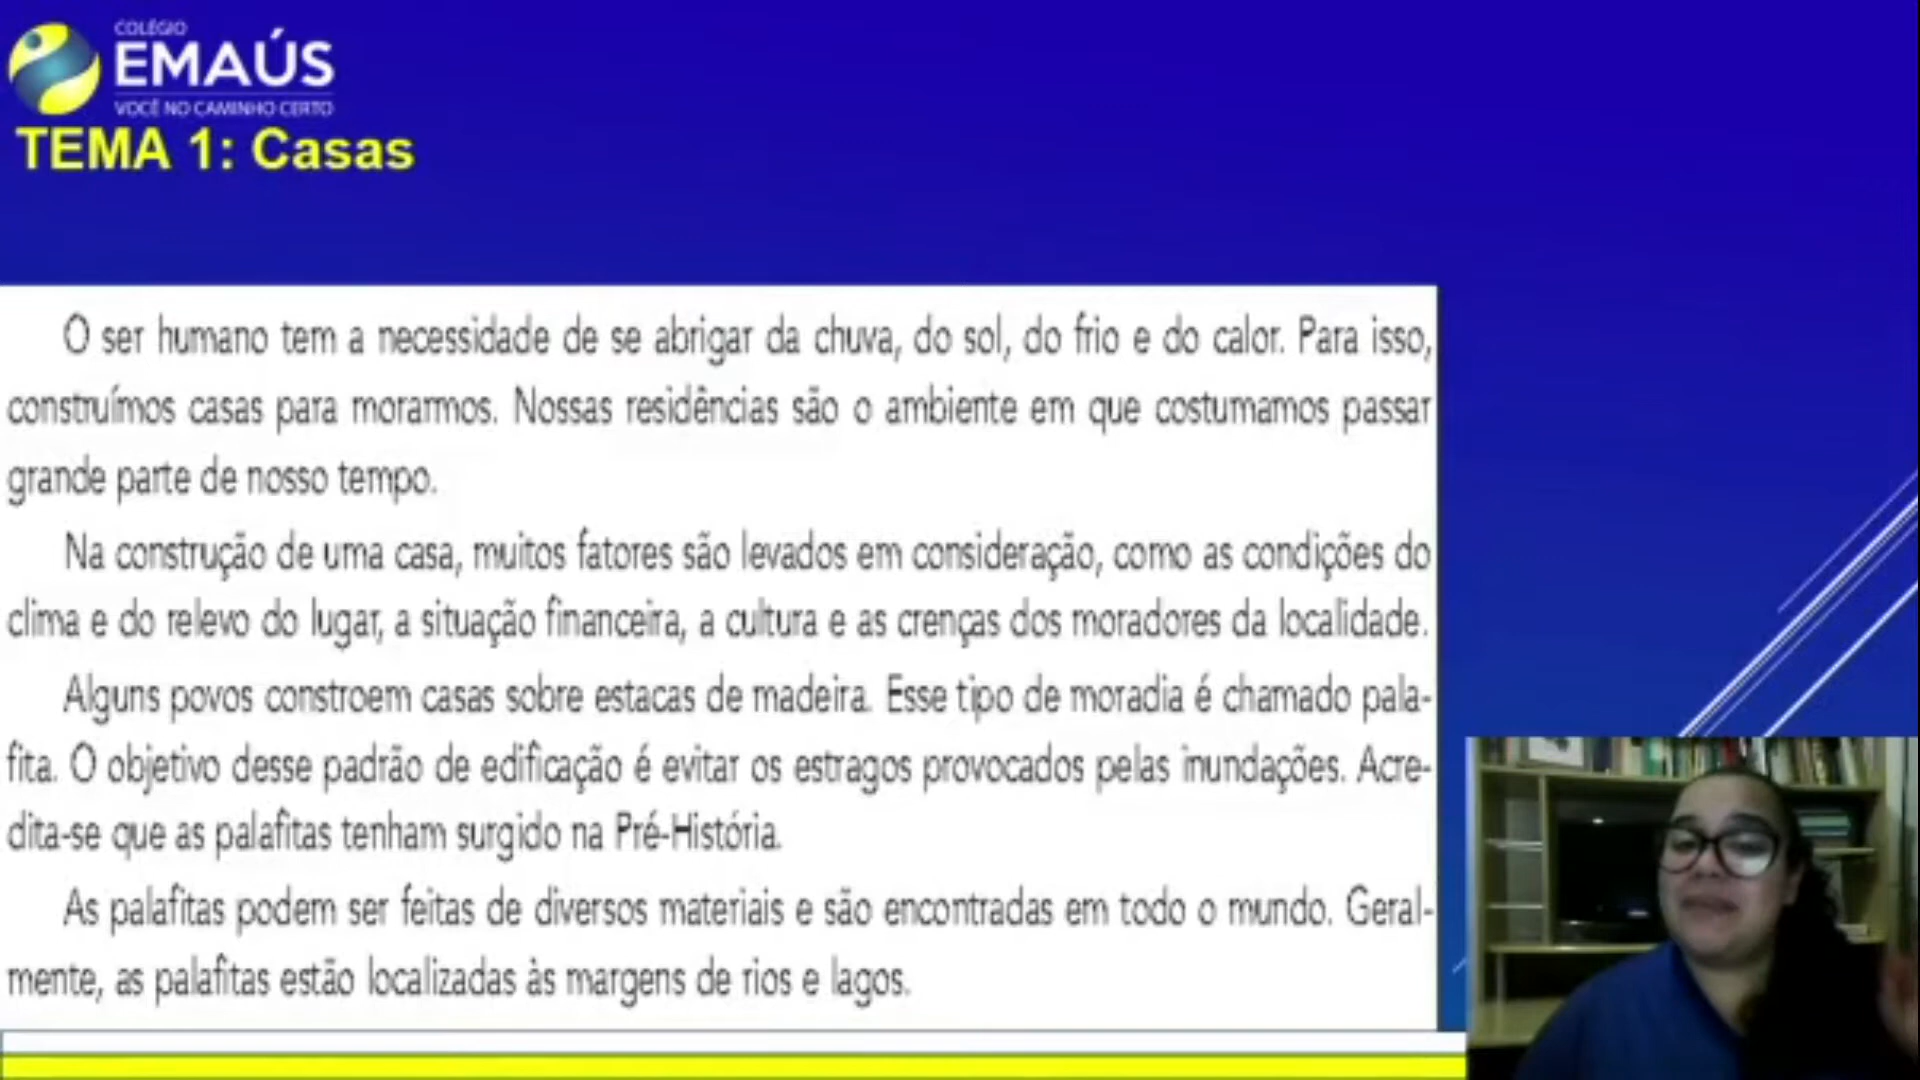 COLÉGIO
EMAÚS
VOCÊ NO CAMINHO CERTO
TEMA 1: Casas
O ser humano tem a necessidade de se abrigar da chuva, do sol, do frio e do calor. Para isso,
construímos casas para morarmos. Nossas residências são o ambiente em que costumamos passar
grande parte de nosso tempo.
Na construção de uma casa, muitos fatores são levados em consideração, como as condições do
clima e do relevo do lugar, a situação financeira, a cultura e as crenças dos moradores da localidade.
Alguns povos constroem casas sobre estacas de madeira. Esse tipo de moradia é chamado pala-
fita. O objetivo desse padrão de edificação é evitar os estragos provocados pelas inundações. Acre-
dita-se que as palafitas tenham surgido na Pré-História.
As palafitas podem ser feitas de diversos materiais e são encontradas em todo o mundo. Geral-
mente, as palafitas estão localizadas às margens de rios e lagos.